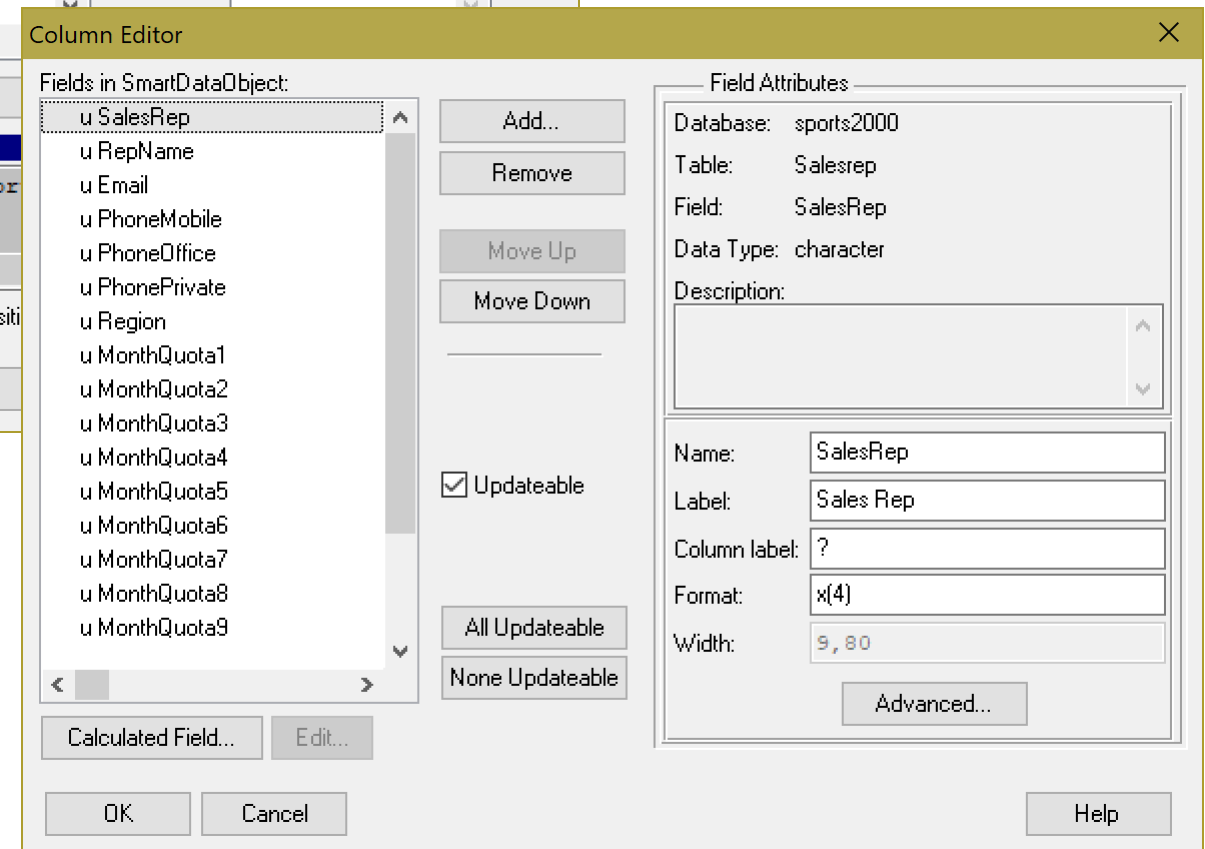 Column Editor
Fields in SmartDataObject:
u SalesRep
u RepName
u Email
u PhoneMobile
u PhoneOffice
u PhonePrivate
u Region
u MonthQuota1
u MonthQuota2
u MonthQuota3
u MonthQuota4
u MonthQuota5
u MonthQuota6
u MonthQuota7
u MonthQuota8
u MonthQuota9
Calculated Field...
Edit...
Add...
Remove
Move Up
Move Down
Updateable
All Updateable
None Updateable
Field Attributes
Database: sports2000
Table: Salesrep
Field: SalesRep
Data Type: character
Description:
Name: SalesRep
Label: Sales Rep
Column label: ?
Format: x(4)
Width: 9,80
Advanced...
OK
Cancel
Help